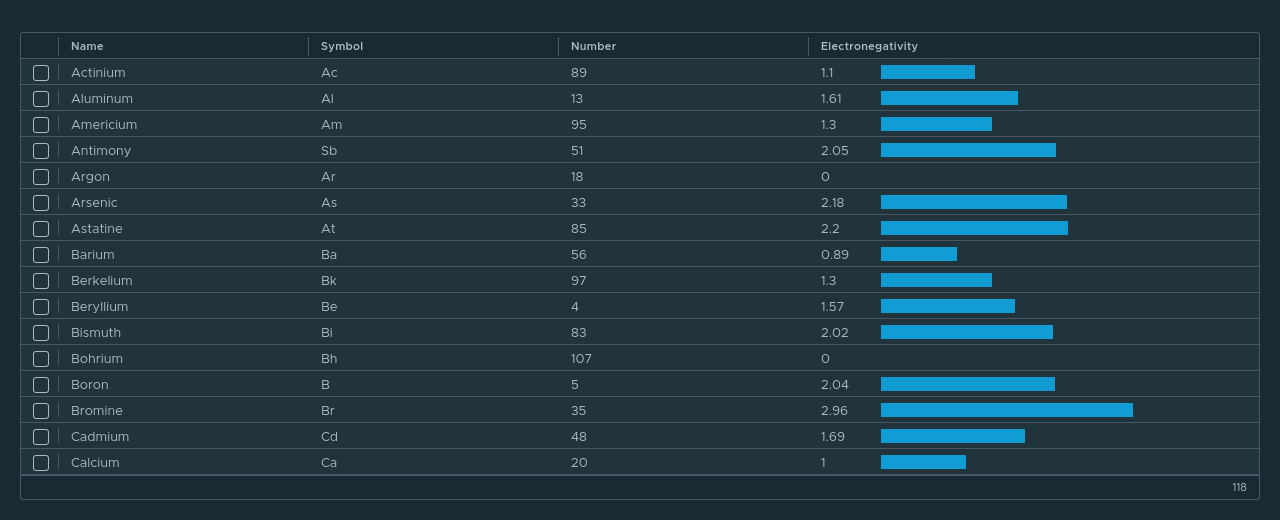 Name Symbol Number Electronegativity
Actinium Ac 89 1.1
Aluminum Al 13 1.61
Americium Am 95 1.3
Antimony Sb 51 2.05
Argon Ar 18 0
Arsenic As 33 2.18
Astatine At 85 2.2
Barium Ba 56 0.89
Berkelium Bk 97 1.3
Beryllium Be 4 1.57
Bismuth Bi 83 2.02
Bohrium Bh 107 0
Boron B 5 2.04
Bromine Br 35 2.96
Cadmium Cd 48 1.69
Calcium Ca 20 1
118